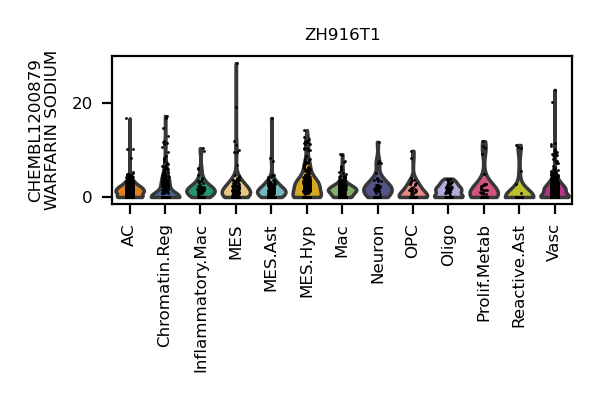 ZH916T1
CHEMBL1200879
WARFARIN SODIUM
20
0
AC
Chromatin.Reg
Inflammatory.Mac
MES
MES.Ast
MES.Hyp
Mac
Neuron
OPC
Oligo
Prolif.Metab
Reactive.Ast
Vasc